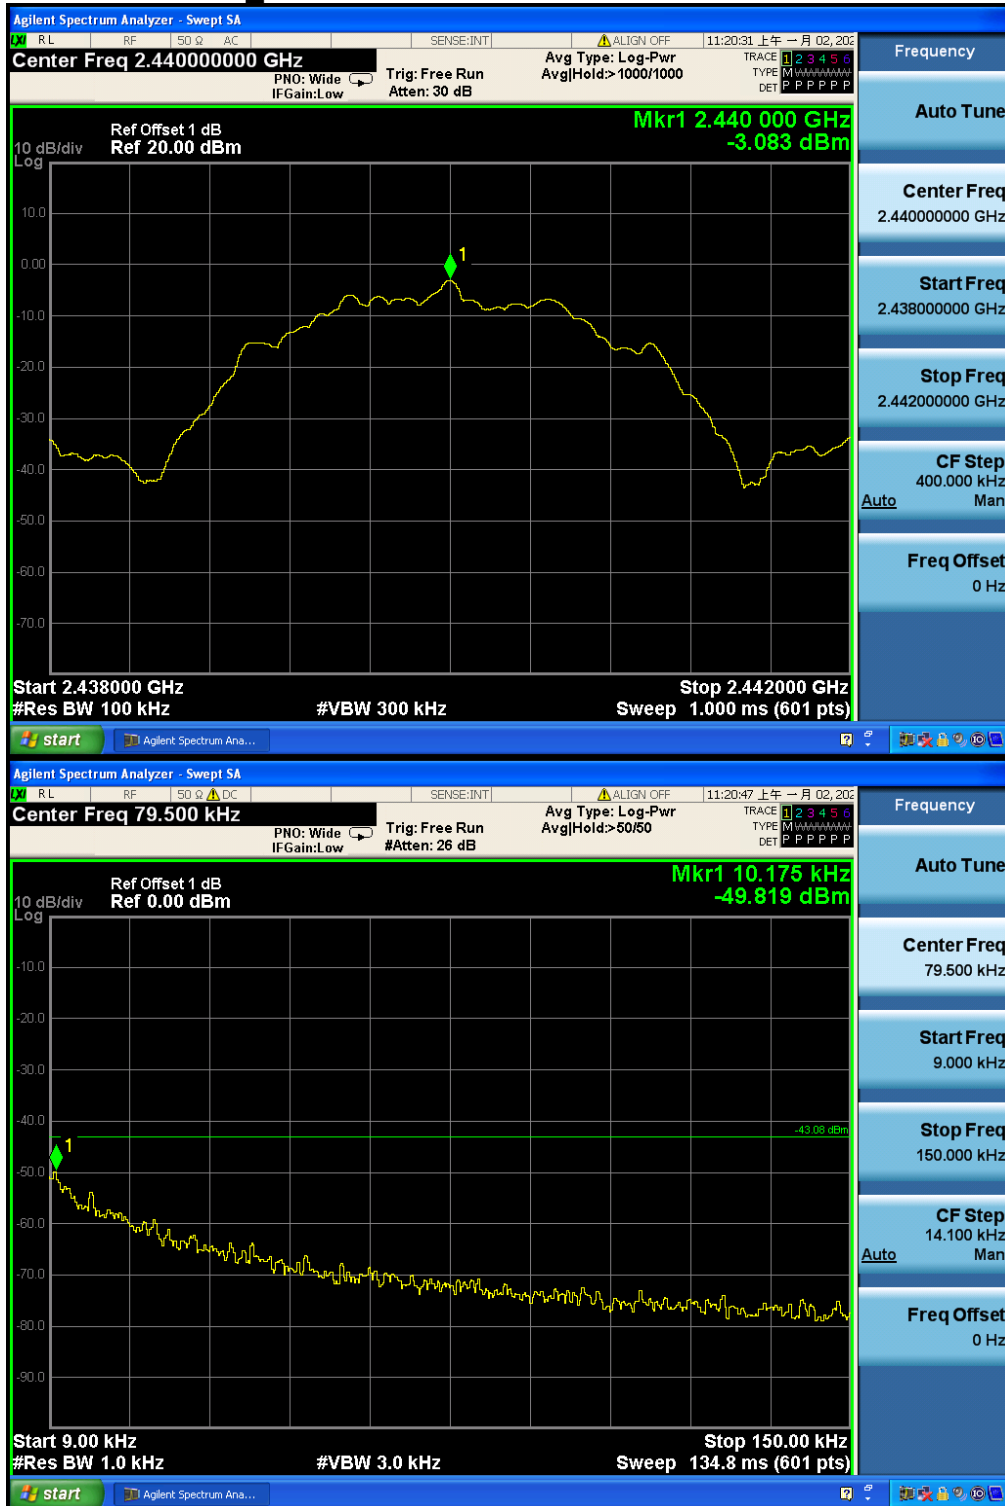 Agilent Spectrum Analyzer - Swept SA
LXI RL RF 50 Ω AC SENSE:INT ALIGN OFF 11:20:31 上午 一月 02, 202
Center Freq 2.440000000 GHz
PNO: Wide
IFGain:Low
Trig: Free Run
Atten: 30 dB
Avg Type: Log-Pwr
Avg|Hold:>1000/1000
TRACE 1 2 3 4 5 6
TYPE M
DET P P P P P P
Mkr1 2.440 000 GHz
-3.083 dBm
Ref Offset 1 dB
Ref 20.00 dBm
10 dB/div
Log
10.0
0.00
-10.0
-20.0
-30.0
-40.0
-50.0
-60.0
-70.0
1
Start 2.438000 GHz
Stop 2.442000 GHz
#Res BW 100 kHz
#VBW 300 kHz
Sweep 1.000 ms (601 pts)
Frequency
Auto Tune
Center Freq
2.440000000 GHz
Start Freq
2.438000000 GHz
Stop Freq
2.442000000 GHz
CF Step
400.000 kHz
Auto Man
Freq Offset
0 Hz
start
Agilent Spectrum Ana...
Agilent Spectrum Analyzer - Swept SA
LXI RL RF 50 Ω DC SENSE:INT ALIGN OFF 11:20:47 上午 一月 02, 202
Center Freq 79.500 kHz
PNO: Wide
IFGain:Low
Trig: Free Run
#Atten: 26 dB
Avg Type: Log-Pwr
Avg|Hold:>50/50
TRACE 1 2 3 4 5 6
TYPE M
DET P P P P P P
Mkr1 10.175 kHz
-49.819 dBm
Ref Offset 1 dB
Ref 0.00 dBm
10 dB/div
Log
-10.0
-20.0
-30.0
-40.0
-50.0
-60.0
-70.0
-80.0
-90.0
-43.08 dBm
1
Start 9.00 kHz
Stop 150.00 kHz
#Res BW 1.0 kHz
#VBW 3.0 kHz
Sweep 134.8 ms (601 pts)
Frequency
Auto Tune
Center Freq
79.500 kHz
Start Freq
9.000 kHz
Stop Freq
150.000 kHz
CF Step
14.100 kHz
Auto Man
Freq Offset
0 Hz
start
Agilent Spectrum Ana...